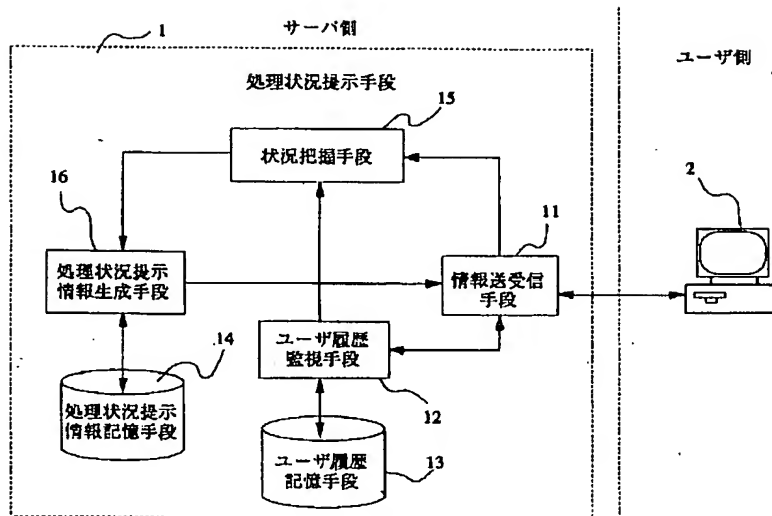 1
サーバ側
ユーザ側
処理状況提示手段
15
状況把握手段
16
処理状況提示
情報生成手段
11
情報送受信
手段
2
14
処理状況提示
情報記憶手段
ユーザ履歴
監視手段
12
ユーザ履歴
記憶手段
13